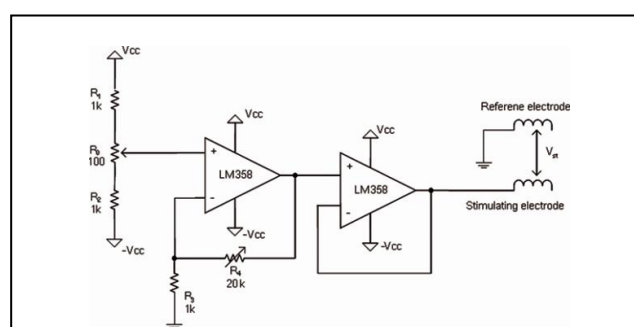 Vcc
R₁
1k
R₀
100
R₂
1k
-Vcc
Vcc
+
LM358
-
-Vcc
R₄
20k
R₃
1k
Vcc
+
LM358
-
-Vcc
Referene electrode
Vst
Stimulating electrode